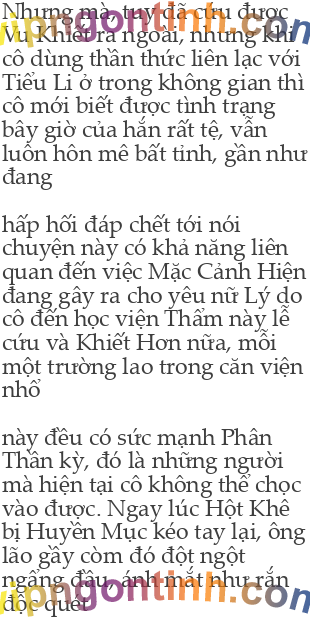 Nhưng mà, tuy đã cứu được
Vu Khiết ra ngoài, nhưng khi
cô dùng thần thức liên lạc với
Tiểu Li ở trong không gian thì
cô mới biết được tình trạng
bây giờ của hắn rất tệ, vẫn
luôn hôn mê bất tỉnh, gần như
đang

hấp hối đáp chết tới nói
chuyện này có khả năng liên
quan đến việc Mặc Cảnh Hiện
đang gây ra cho yêu nữ Lý do
cô đến học viện Thẩm này lễ
cứu và Khiết Hơn nữa, mỗi
một trường lao trong căn viện
nhổ

này đều có sức mạnh Phân
Thần kỳ, đó là những người
mà hiện tại cô không thể chọc
vào được. Ngay lúc Hột Khê
bị Huyền Mục kéo tay lại, ông
lão gầy còm đó đột ngột
ngẩng đầu, ánh mắt như rắn
độc quét
vipngontinh.com
vipngontinh.com